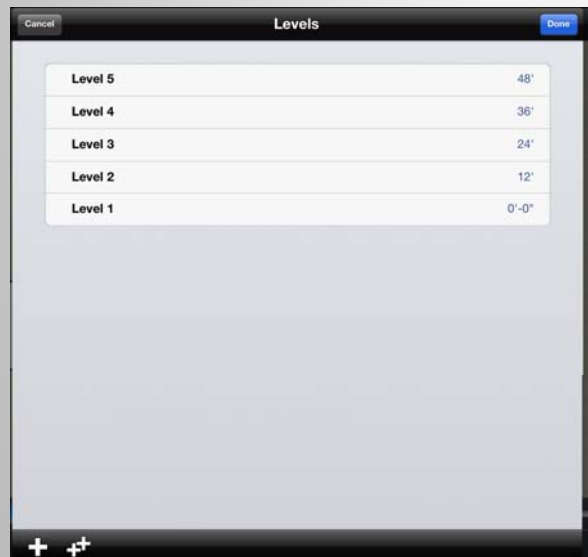 Cancel Levels Done
Level 5 48'
Level 4 36'
Level 3 24'
Level 2 12'
Level 1 0'-0"